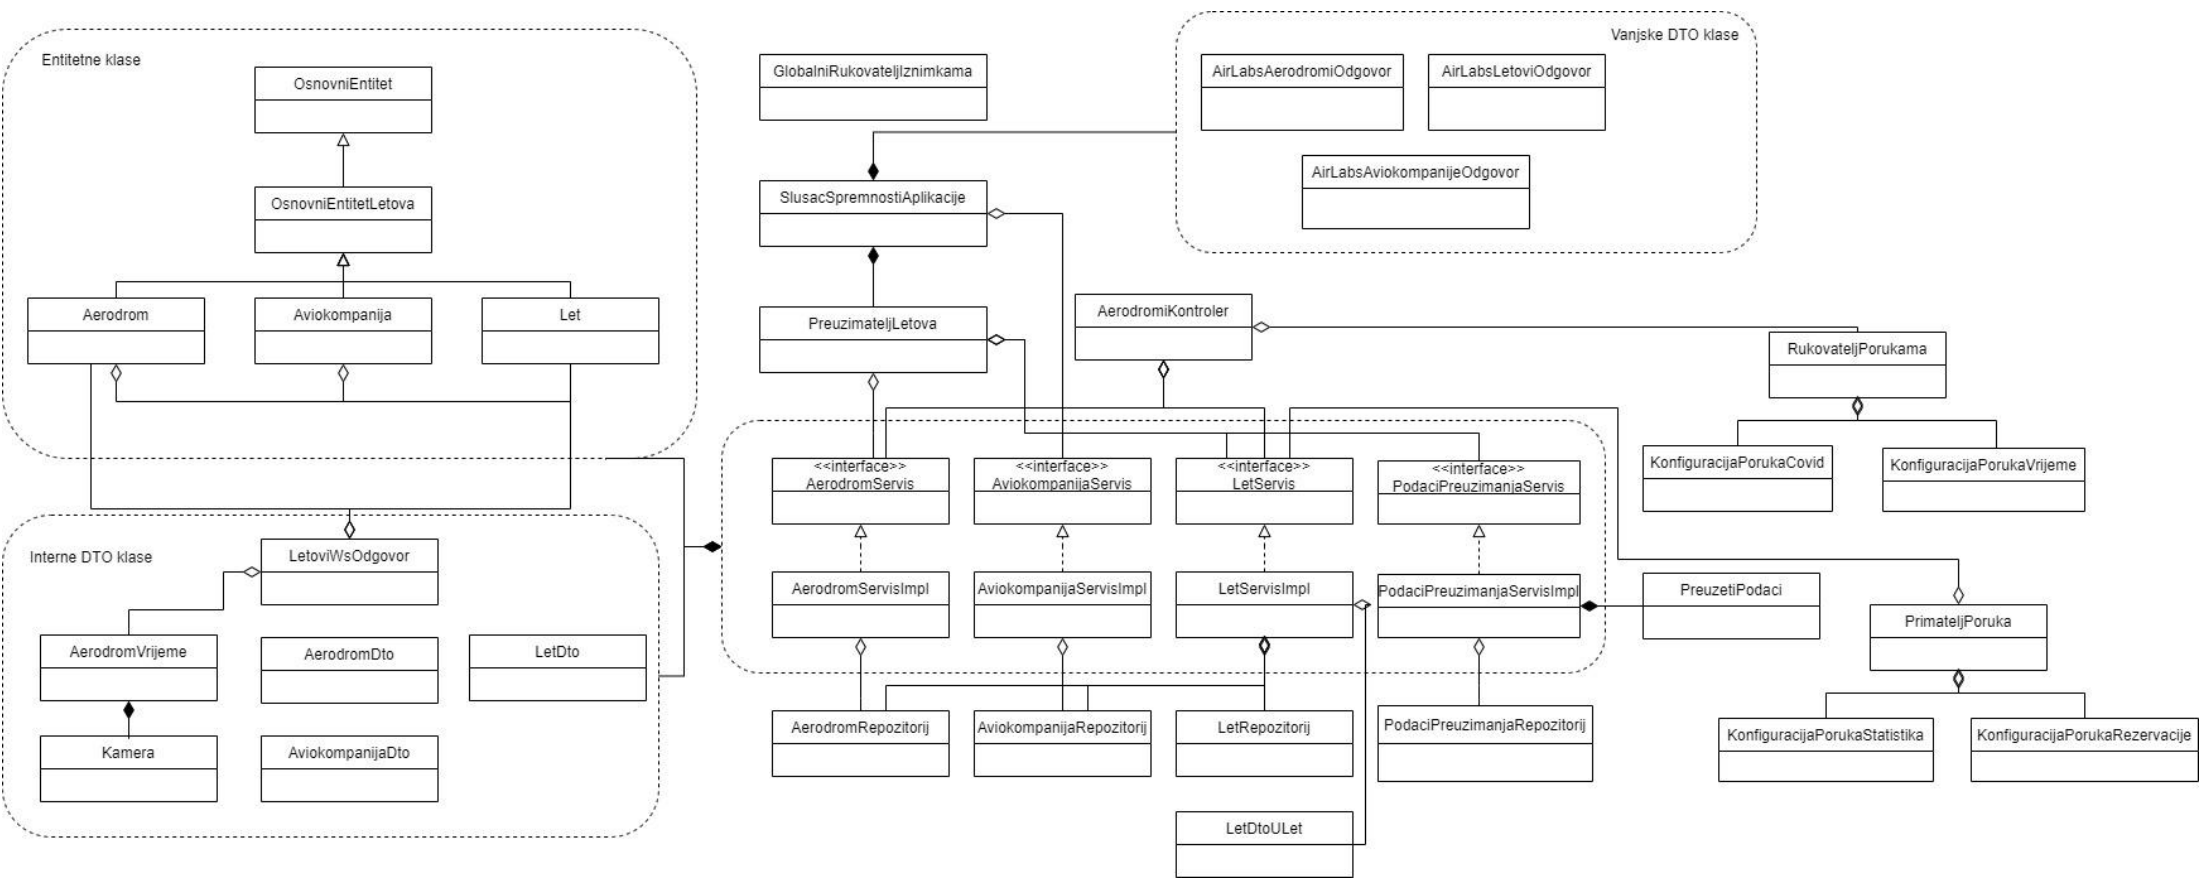 Vanjske DTO klase
Entitetne klase
OsnovniEntitet
GlobalniRukovateljIznimkama
AirLabsAerodromiOdgovor
AirLabsLetoviOdgovor
AirLabsAviokompanijeOdgovor
OsnovniEntitetLetova
SlusacSpremnostiAplikacije
Aerodrom
Aviokompanija
Let
PreuzimateljLetova
AerodromiKontroler
RukovateljPorukama
KonfiguracijaPorukaCovid
KonfiguracijaPorukaVrijeme
<<interface>>
AerodromServis
<<interface>>
AviokompanijaServis
<<interface>>
LetServis
<<interface>>
PodaciPreuzimanjaServis
Interne DTO klase
LetoviWsOdgovor
AerodromServisImpl
AviokompanijaServisImpl
LetServisImpl
PodaciPreuzimanjaServisImpl
PreuzetiPodaci
PrimateljPoruka
AerodromVrijeme
AerodromDto
LetDto
Kamera
AviokompanijaDto
AerodromRepozitorij
AviokompanijaRepozitorij
LetRepozitorij
PodaciPreuzimanjaRepozitorij
KonfiguracijaPorukaStatistika
KonfiguracijaPorukaRezervacije
LetDtoULet